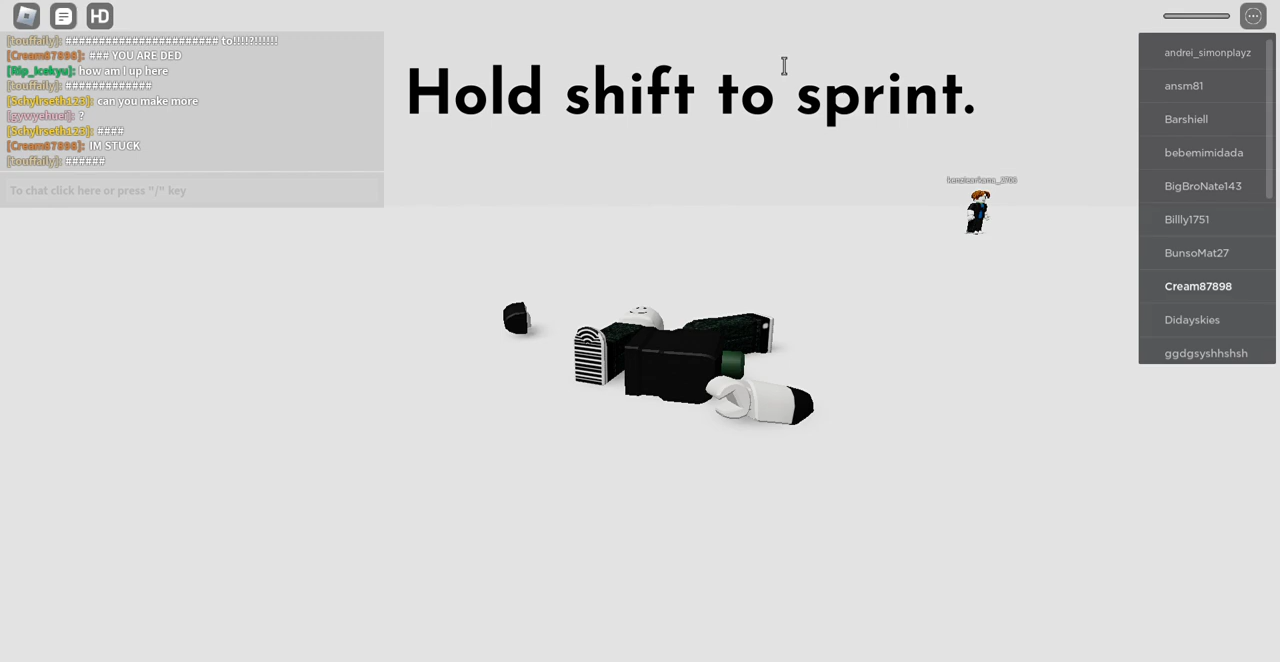 HD
[touffaily]: ####################### to!!!!?!!!!!!
[Cream87898]: ### YOU ARE DED
[Rip_icekyu]: how am I up here
[touffaily]: #############
[Schylrseth123]: can you make more
[gywyehuei]: ?
[Schylrseth123]: ####
[Cream87898]: IM STUCK
[touffaily]: ######
To chat click here or press "/" key
Hold shift to sprint.
andrei_simonplayz
ansm81
Barshiell
bebemimidada
BigBroNate143
Billlly1751
BunsoMat27
Cream87898
Didayskies
ggdgsyshhshsh